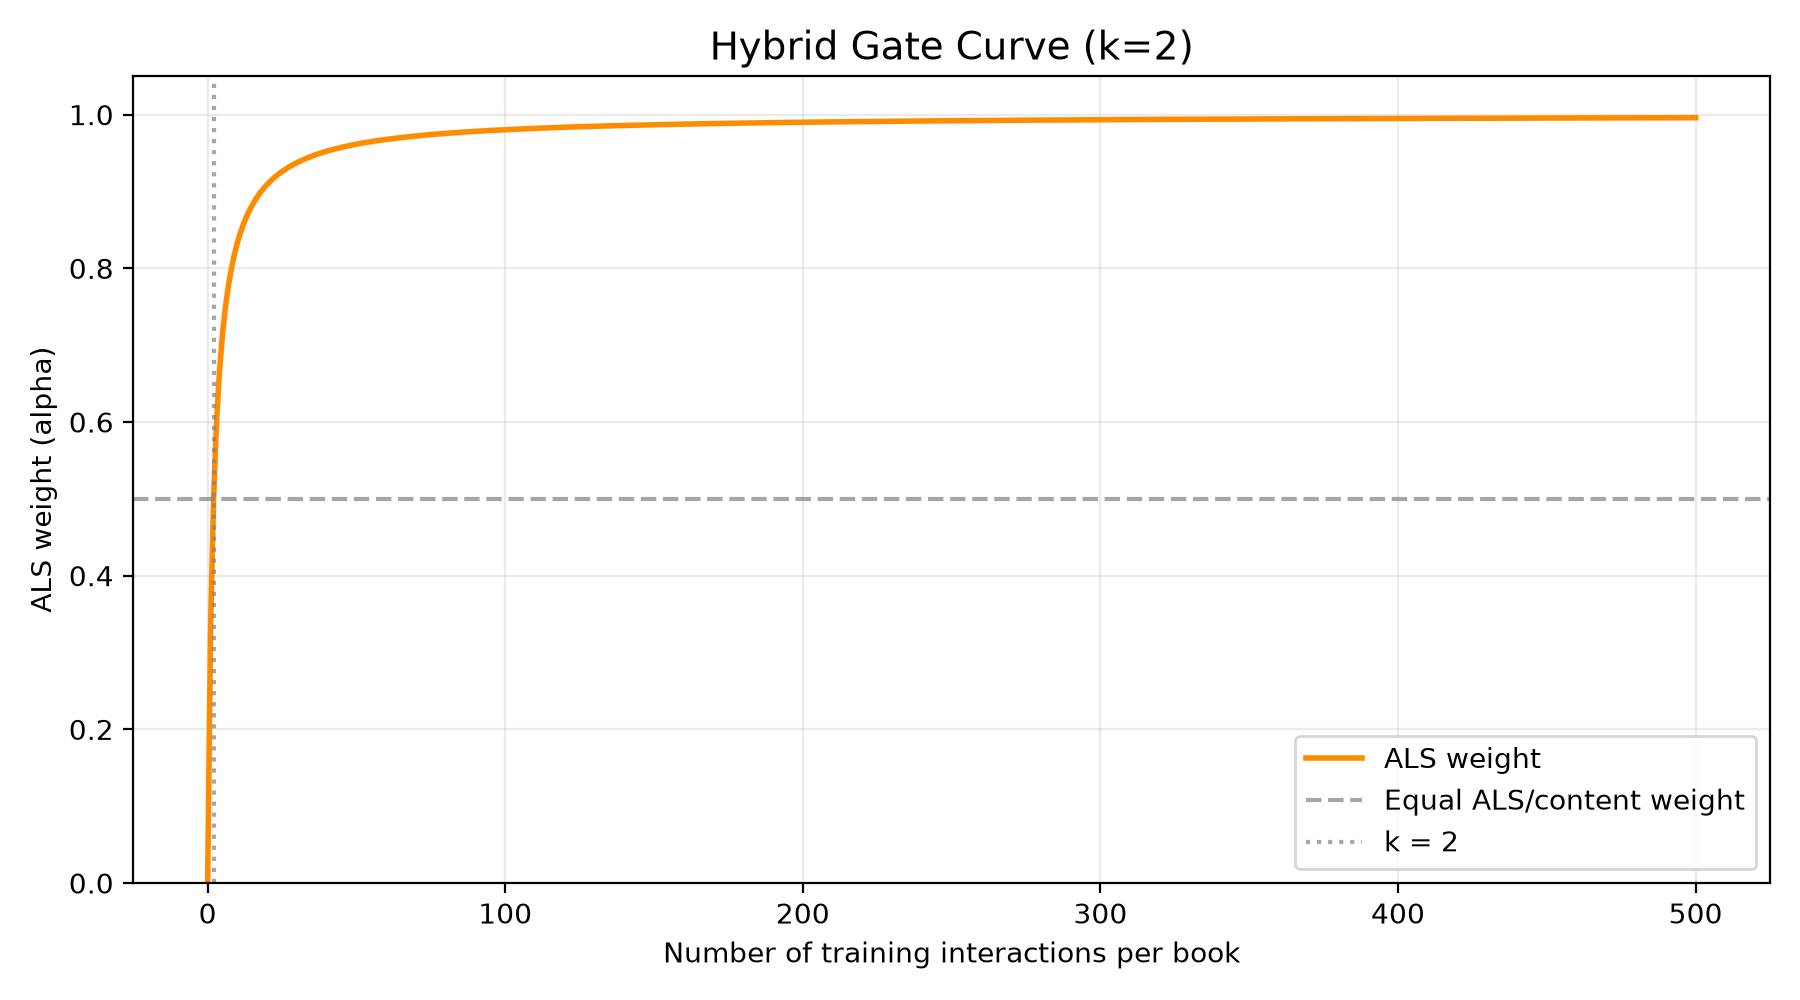 Hybrid Gate Curve (k=2)
ALS weight (alpha)
1.0
0.8
0.6
0.4
0.2
0.0
0 100 200 300 400 500
Number of training interactions per book
ALS weight
Equal ALS/content weight
k = 2